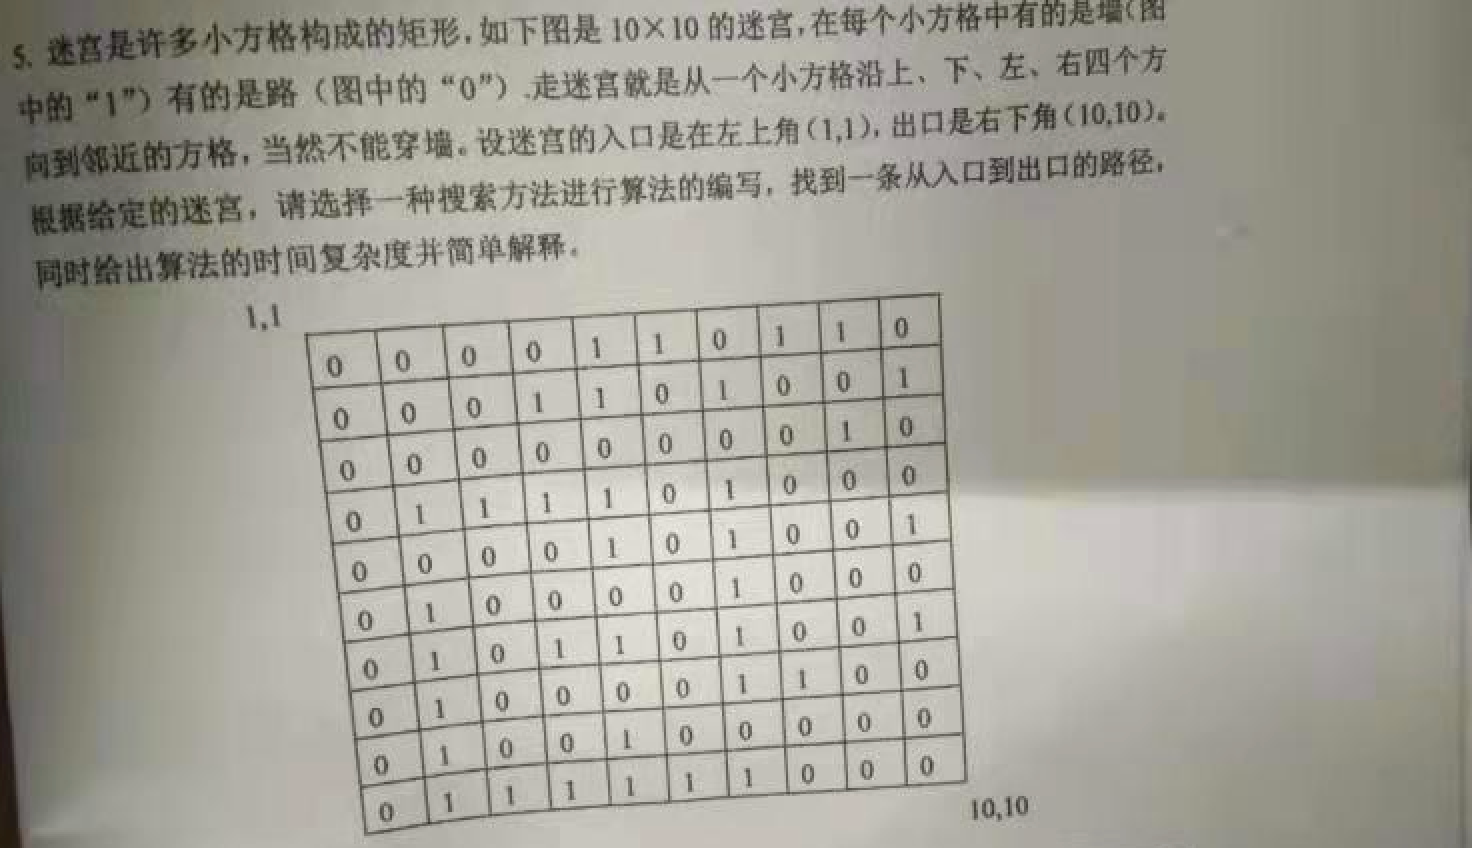 5. 迷宫是许多小方格构成的矩形,如下图是 10×10 的迷宫,在每个小方格中有的是墙(图
中的“1”)有的是路(图中的“0”).走迷宫就是从一个小方格沿上、下、左、右四个方
向到邻近的方格,当然不能穿墙。设迷宫的入口是在左上角(1,1),出口是右下角(10,10)。
根据给定的迷宫,请选择一种搜索方法进行算法的编写,找到一条从入口到出口的路径,
同时给出算法的时间复杂度并简单解释。
1,1
0 0 0 0 1 1 0 1 1 0
0 0 0 1 1 0 1 0 0 1
0 0 0 0 0 0 0 0 1 0
0 1 1 1 1 0 1 0 0 0
0 0 0 0 1 0 1 0 0 1
0 1 0 0 0 0 1 0 0 0
0 1 0 1 1 0 1 0 0 1
0 1 0 0 0 0 1 1 0 0
0 1 0 0 1 0 0 0 0 0
0 1 1 1 1 1 1 0 0 0
10,10